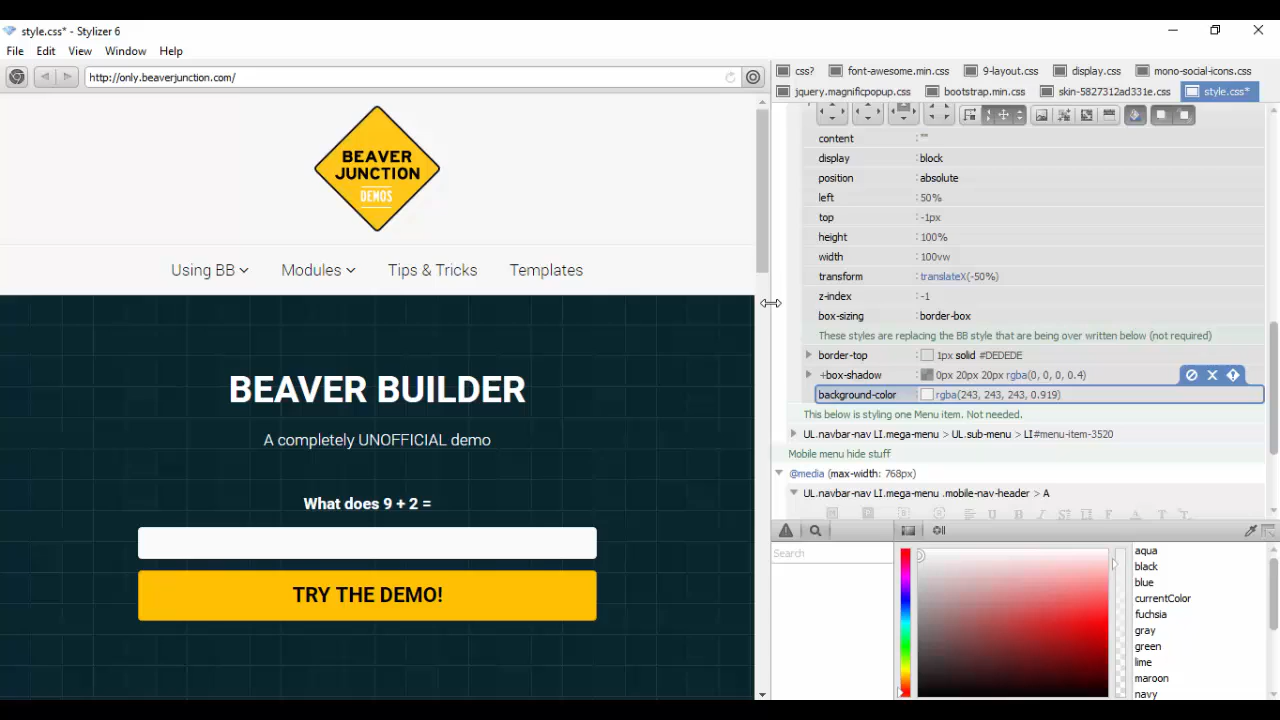 style.css* - Stylizer 6
File Edit View Window Help
http://only.beaverjunction.com/
css? font-awesome.min.css 9-layout.css display.css mono-social-icons.css
jquery.magnificpopup.css bootstrap.min.css skin-5827312ad331e.css style.css*
BEAVER
JUNCTION
DEMOS
Using BB Modules Tips & Tricks Templates
BEAVER BUILDER
A completely UNOFFICIAL demo
What does 9 + 2 =
TRY THE DEMO!
content : ""
display : block
position : absolute
left : 50%
top : -1px
height : 100%
width : 100vw
transform : translateX(-50%)
z-index : -1
box-sizing : border-box
These styles are replacing the BB style that are being over written below (not required)
border-top : 1px solid #DEDEDE
+box-shadow : 0px 20px 20px rgba(0, 0, 0, 0.4)
background-color : rgba(243, 243, 243, 0.919)
This below is styling one Menu item. Not needed.
UL.navbar-nav LI.mega-menu > UL.sub-menu > LI#menu-item-3520
Mobile menu hide stuff
@media (max-width: 768px)
UL.navbar-nav LI.mega-menu .mobile-nav-header > A
Search
aqua
black
blue
currentColor
fuchsia
gray
green
lime
maroon
navy